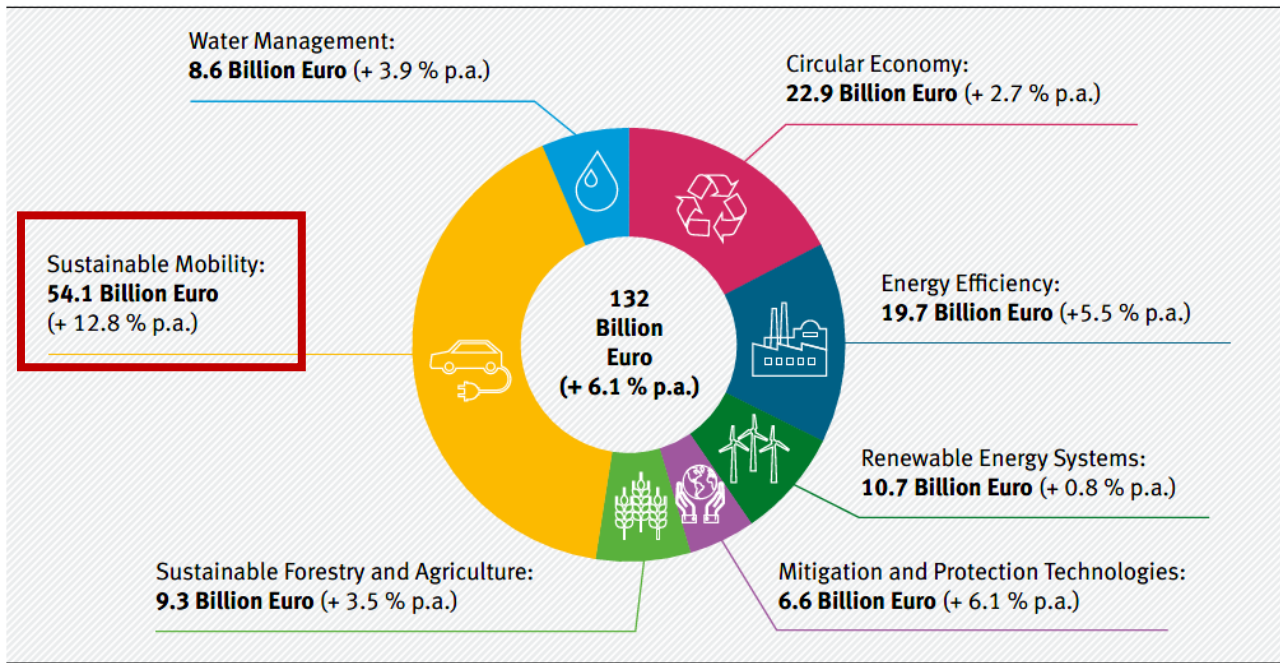 Water Management:
8.6 Billion Euro (+ 3.9 % p.a.)
Circular Economy:
22.9 Billion Euro (+ 2.7 % p.a.)
Sustainable Mobility:
54.1 Billion Euro
(+ 12.8 % p.a.)
132
Billion
Euro
(+ 6.1 % p.a.)
Energy Efficiency:
19.7 Billion Euro (+5.5 % p.a.)
Renewable Energy Systems:
10.7 Billion Euro (+ 0.8 % p.a.)
Sustainable Forestry and Agriculture:
9.3 Billion Euro (+ 3.5 % p.a.)
Mitigation and Protection Technologies:
6.6 Billion Euro (+ 6.1 % p.a.)